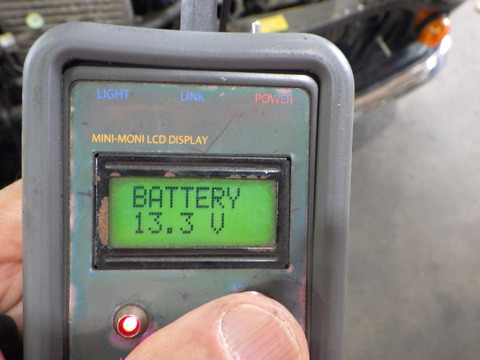 LIGHT LINK POWER
MINI-MONI LCD DISPLAY
BATTERY
13.3 V